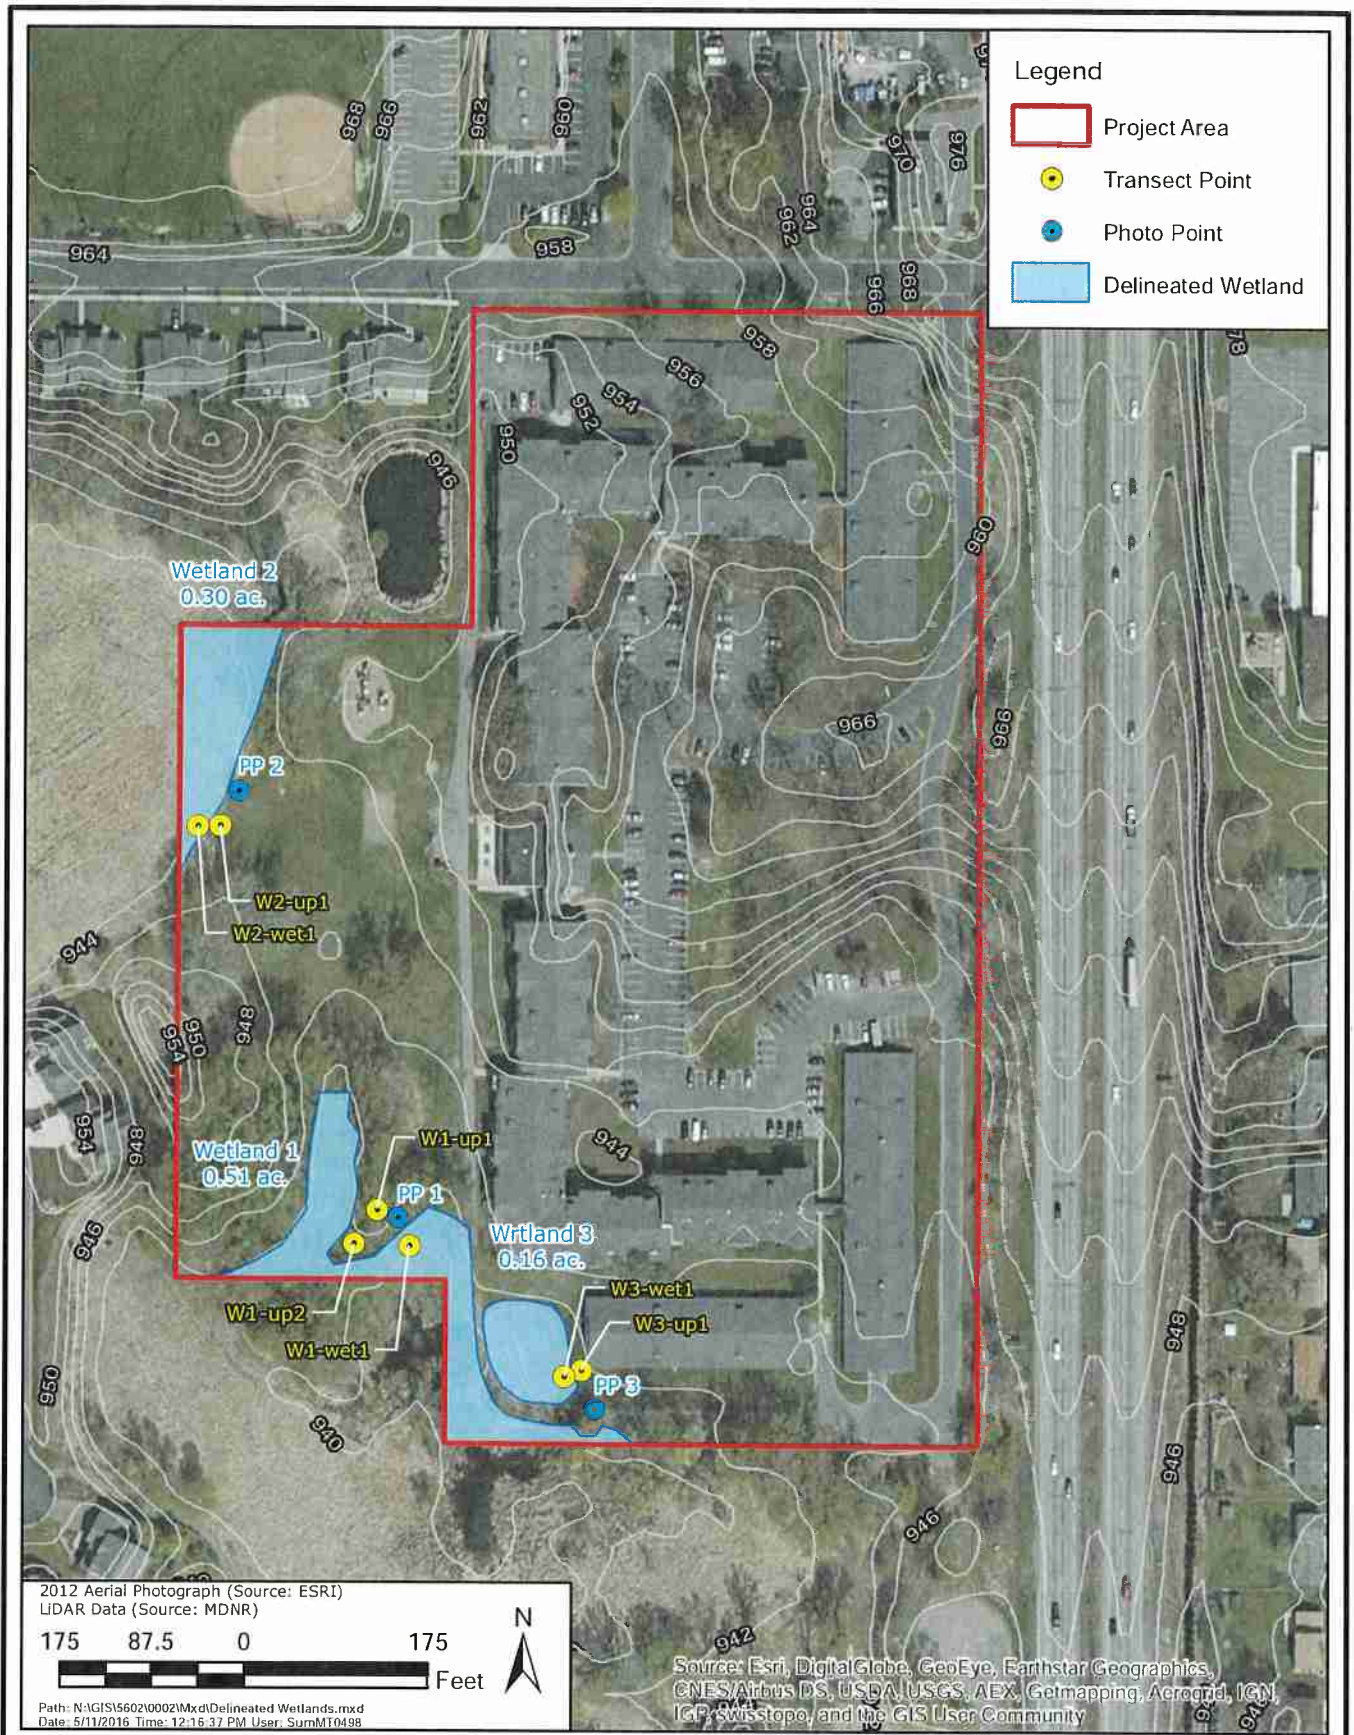 Legend
Project Area
Transect Point
Photo Point
Delineated Wetland
968
966
962
960
970
976
964
962
964
958
966
968
978
958
956
954
952
950
946
960
Wetland 2
0.30 ac.
966
966
PP 2
W2-up1
W2-wet1
944
948
950
954
954
948
Wetland 1
0.51 ac.
W1-up1
PP 1
944
946
Wrtland 3
0.16 ac.
W3-wet1
W3-up1
W1-up2
W1-wet1
948
950
PP 3
940
946
946
942
2012 Aerial Photograph (Source: ESRI)
LiDAR Data (Source: MDNR)
175 87.5 0 175
Feet
N
Path: N:\GIS\5602\0002\Mxd\Delineated Wetlands.mxd
Date: 5/11/2016 Time: 12:16:37 PM User: SumMT0498
Source: Esri, DigitalGlobe, GeoEye, Earthstar Geographics,
CNES/Airbus DS, USDA, USGS, AEX, Getmapping, Aerogrid, IGN,
IGP, swisstopo, and the GIS User Community